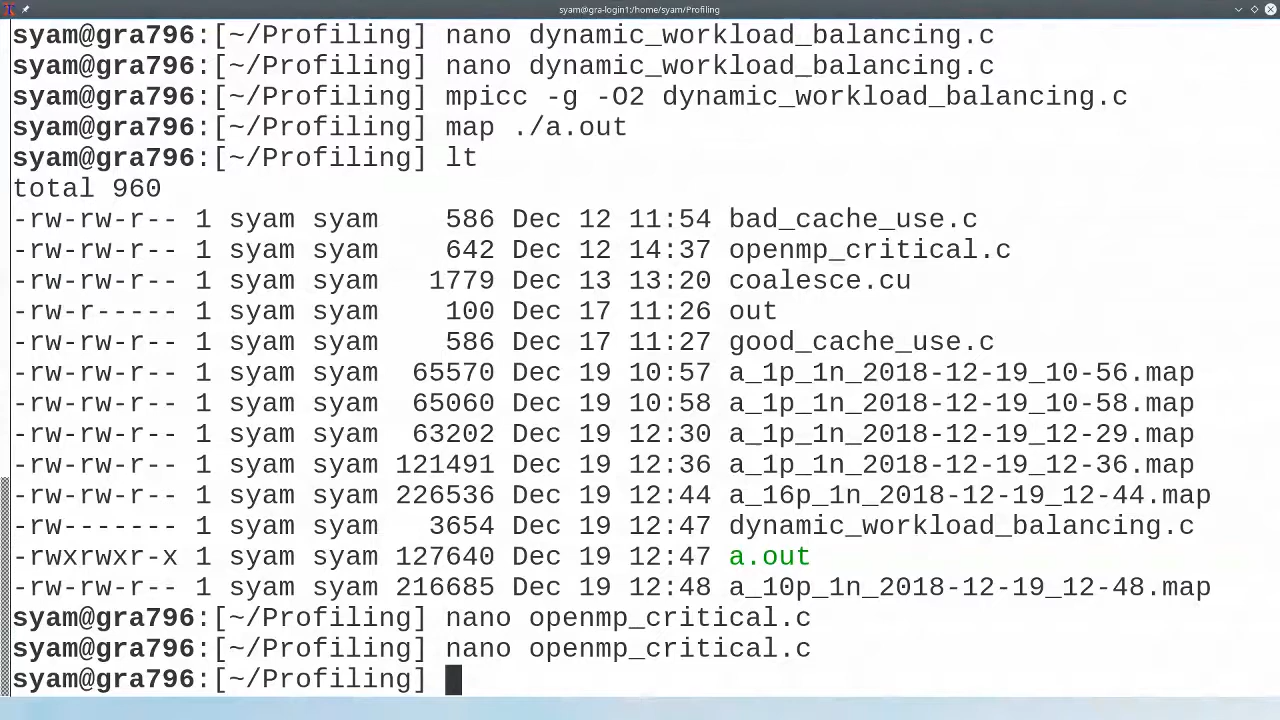 syam@gra-login1:/home/syam/Profiling
syam@gra796:[~/Profiling] nano dynamic_workload_balancing.c
syam@gra796:[~/Profiling] nano dynamic_workload_balancing.c
syam@gra796:[~/Profiling] mpicc -g -O2 dynamic_workload_balancing.c
syam@gra796:[~/Profiling] map ./a.out
syam@gra796:[~/Profiling] lt
total 960
-rw-rw-r-- 1 syam syam    586 Dec 12 11:54 bad_cache_use.c
-rw-rw-r-- 1 syam syam    642 Dec 12 14:37 openmp_critical.c
-rw-rw-r-- 1 syam syam   1779 Dec 13 13:20 coalesce.cu
-rw-r----- 1 syam syam    100 Dec 17 11:26 out
-rw-rw-r-- 1 syam syam    586 Dec 17 11:27 good_cache_use.c
-rw-rw-r-- 1 syam syam  65570 Dec 19 10:57 a_1p_1n_2018-12-19_10-56.map
-rw-rw-r-- 1 syam syam  65060 Dec 19 10:58 a_1p_1n_2018-12-19_10-58.map
-rw-rw-r-- 1 syam syam  63202 Dec 19 12:30 a_1p_1n_2018-12-19_12-29.map
-rw-rw-r-- 1 syam syam 121491 Dec 19 12:36 a_1p_1n_2018-12-19_12-36.map
-rw-rw-r-- 1 syam syam 226536 Dec 19 12:44 a_16p_1n_2018-12-19_12-44.map
-rw------- 1 syam syam   3654 Dec 19 12:47 dynamic_workload_balancing.c
-rwxrwxr-x 1 syam syam 127640 Dec 19 12:47 a.out
-rw-rw-r-- 1 syam syam 216685 Dec 19 12:48 a_10p_1n_2018-12-19_12-48.map
syam@gra796:[~/Profiling] nano openmp_critical.c
syam@gra796:[~/Profiling] nano openmp_critical.c
syam@gra796:[~/Profiling]